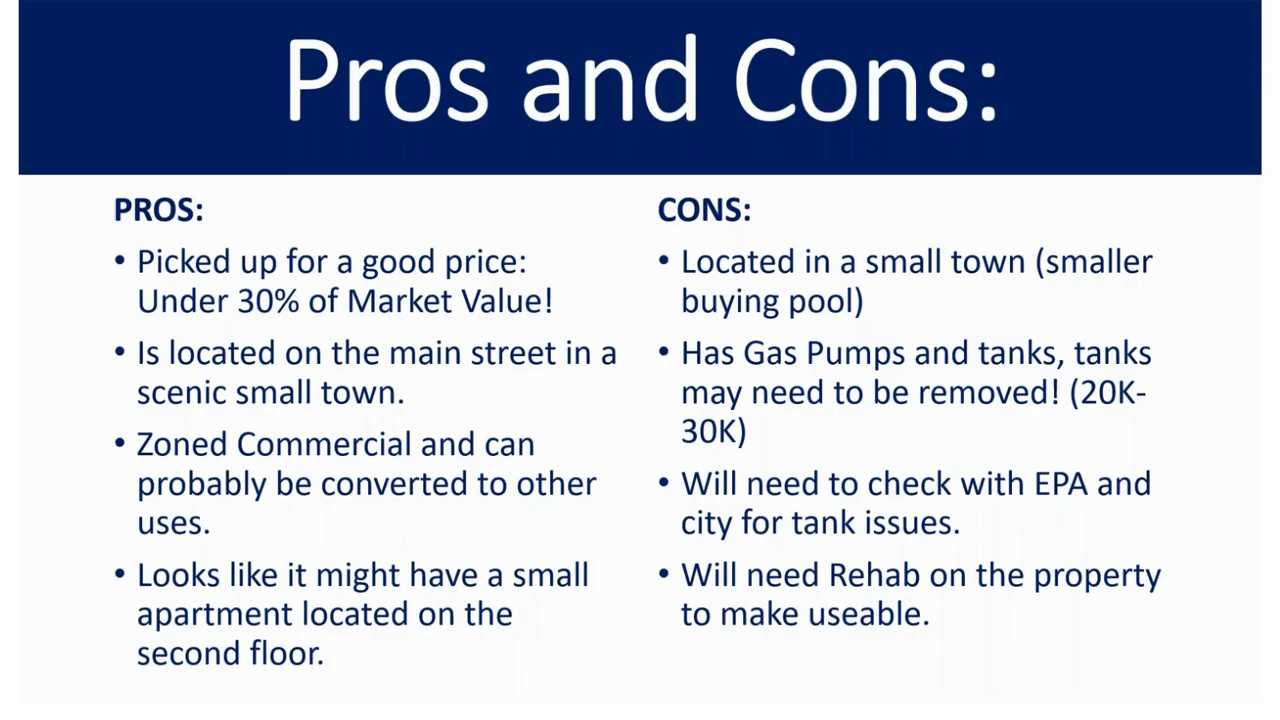 Pros and Cons:
PROS:
• Picked up for a good price:
Under 30% of Market Value!
• Is located on the main street in a
scenic small town.
• Zoned Commercial and can
probably be converted to other
uses.
• Looks like it might have a small
apartment located on the
second floor.
CONS:
• Located in a small town (smaller
buying pool)
• Has Gas Pumps and tanks, tanks
may need to be removed! (20K-
30K)
• Will need to check with EPA and
city for tank issues.
• Will need Rehab on the property
to make useable.